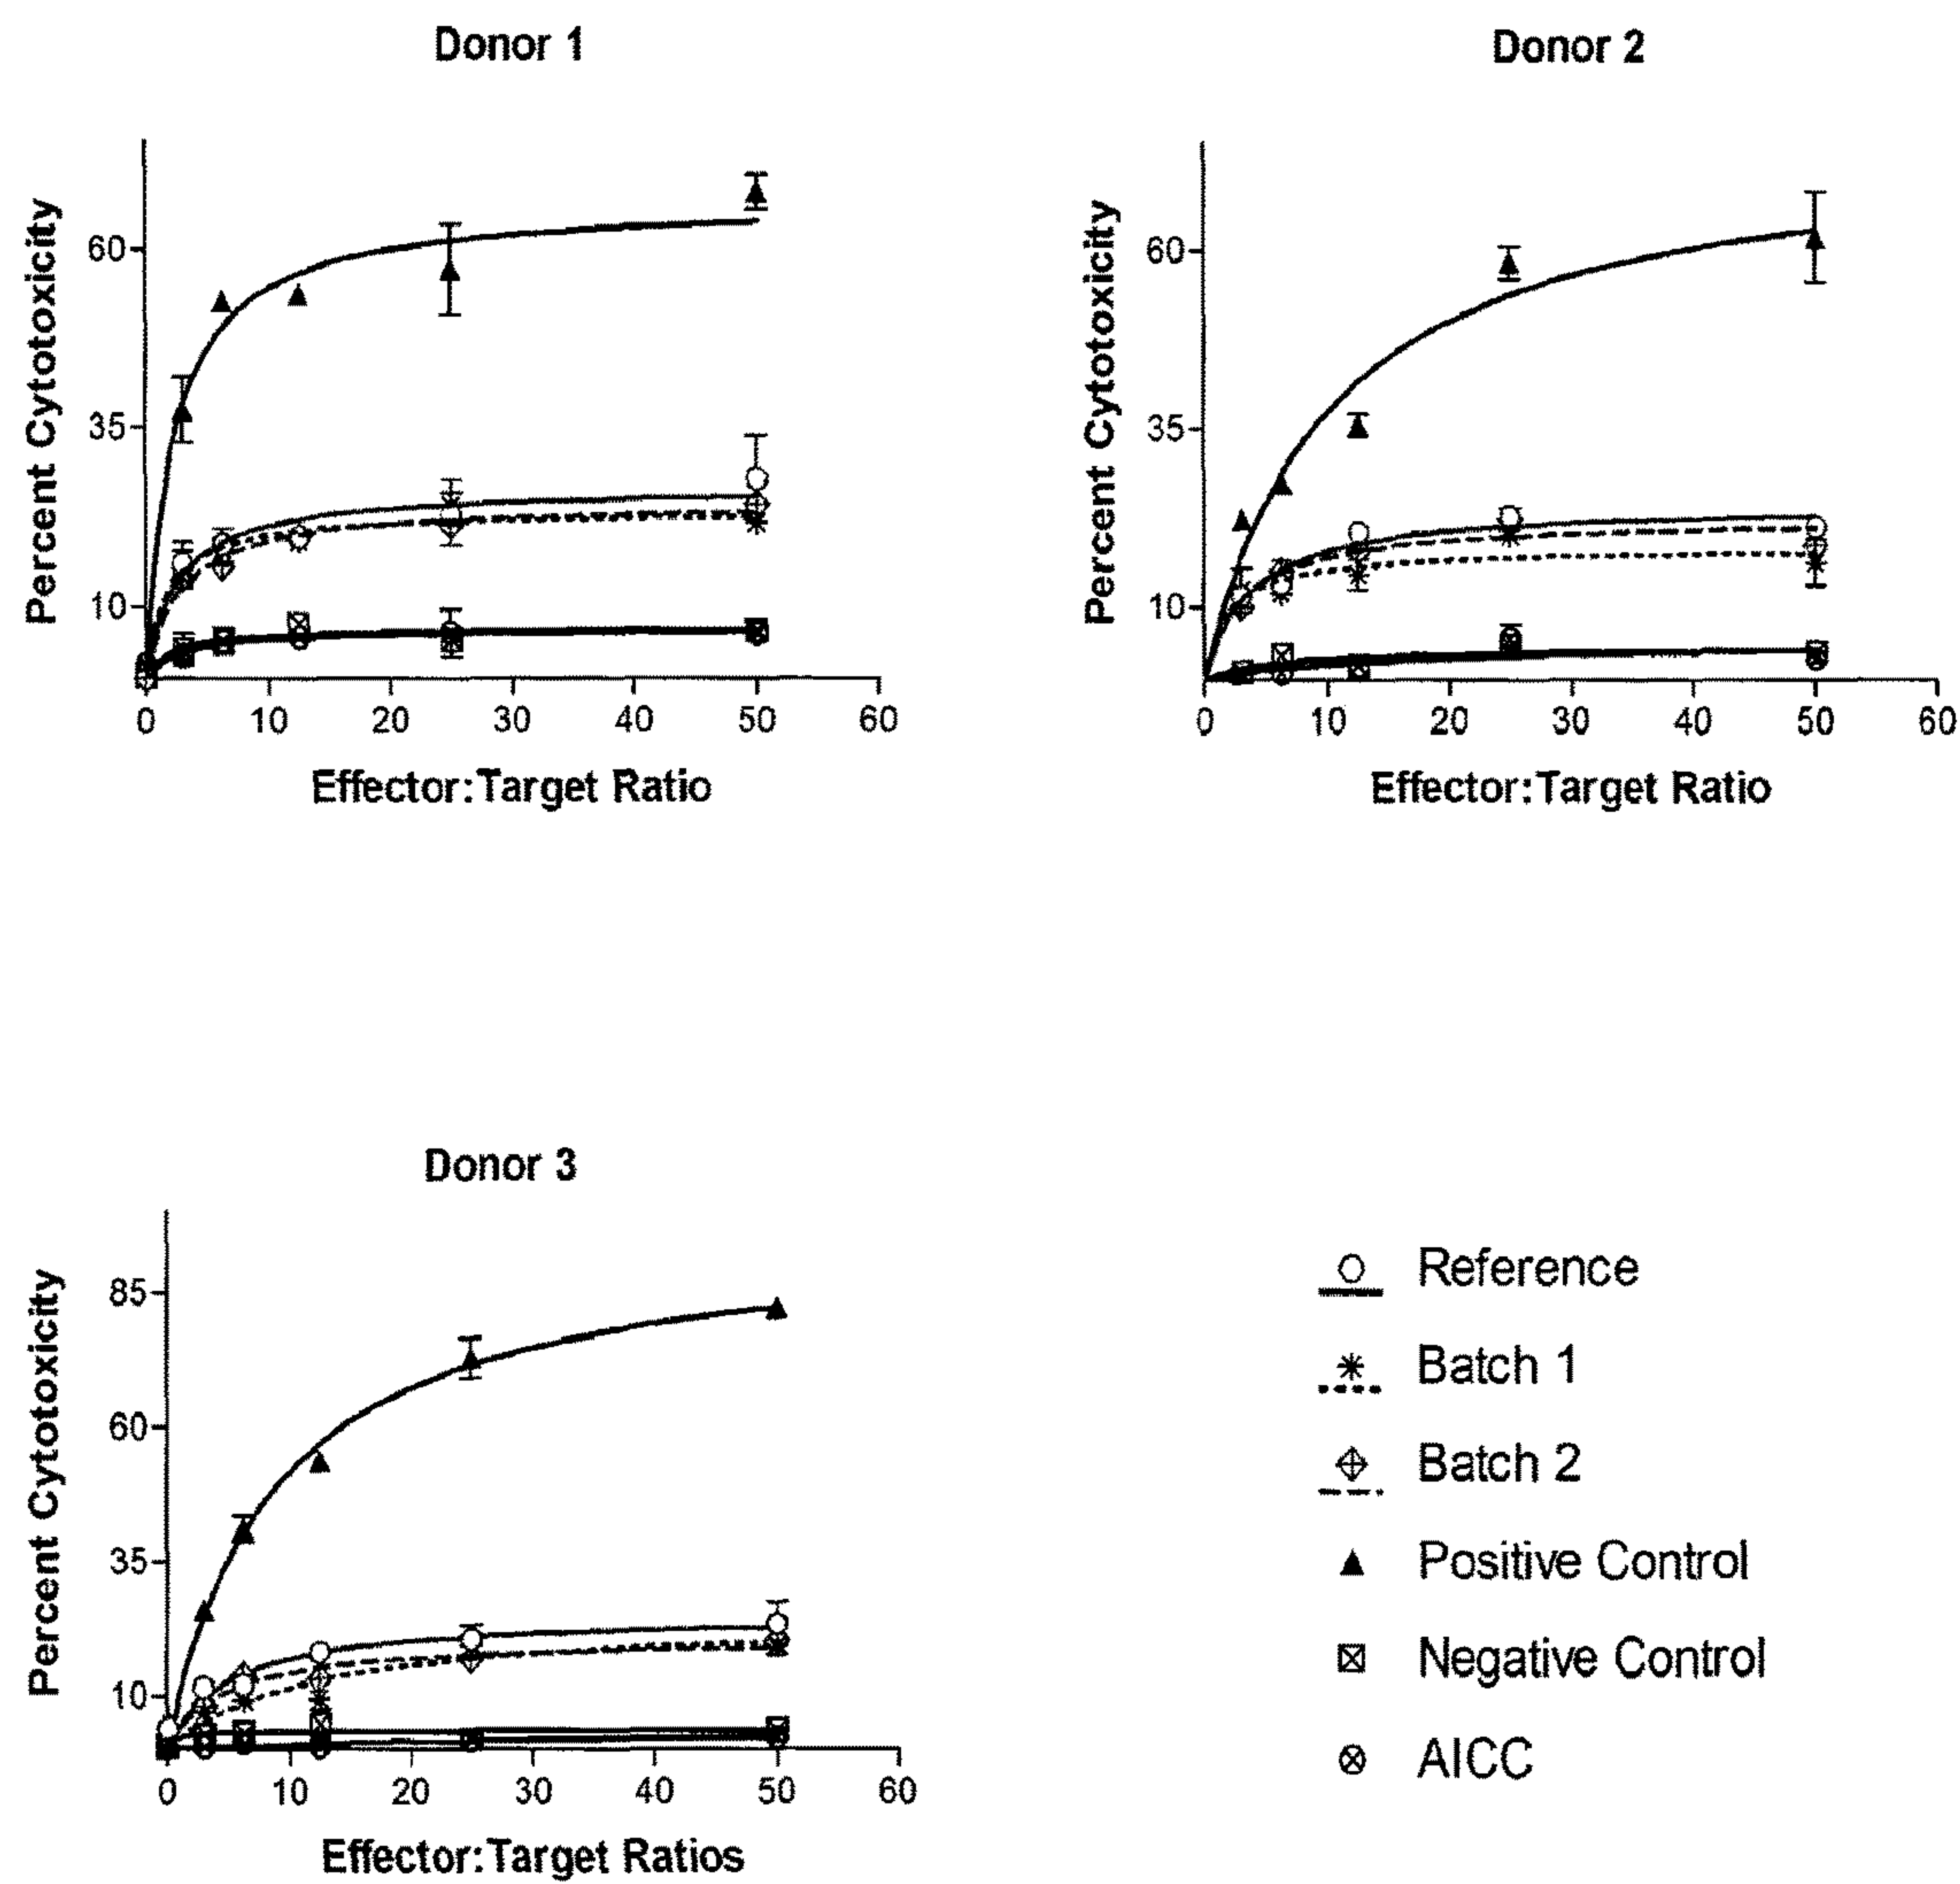 Donor 1
Percent Cytotoxicity
60
35
10
0 10 20 30 40 50 60
Effector:Target Ratio
Donor 2
Percent Cytotoxicity
60
35
10
0 10 20 30 40 50 60
Effector:Target Ratio
Donor 3
Percent Cytotoxicity
85
60
35
10
0 10 20 30 40 50 60
Effector:Target Ratios
Reference
Batch 1
Batch 2
Positive Control
Negative Control
AICC